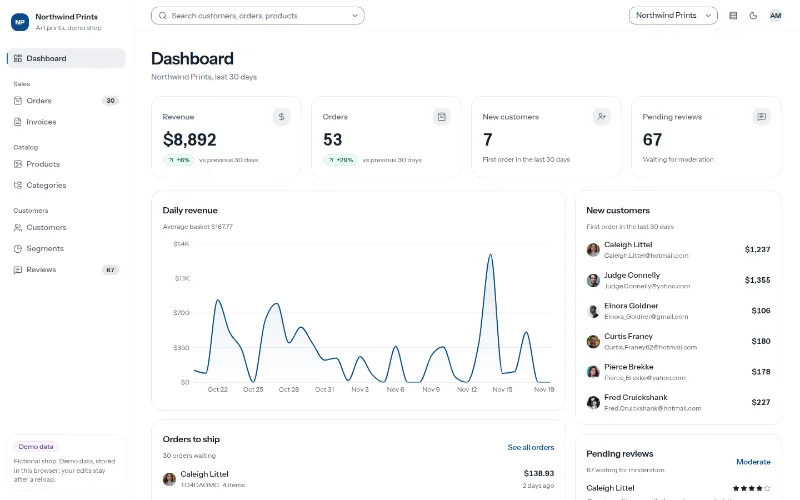 NP
Northwind Prints
Art prints, demo shop
Search customers, orders, products
Northwind Prints
AM
Dashboard
Sales
Orders
30
Invoices
Catalog
Products
Categories
Customers
Customers
Segments
Reviews
67
Demo data
Fictional shop. Demo data, stored
in this browser: your edits stay
after a reload.
Dashboard
Northwind Prints, last 30 days
Revenue
$8,892
+6% vs previous 30 days
Orders
53
+29% vs previous 30 days
New customers
7
First order in the last 30 days
Pending reviews
67
Waiting for moderation
Daily revenue
Average basket $167.77
$1.4K
$1.1K
$700
$350
$0
Oct 22 Oct 25 Oct 28 Oct 31 Nov 3 Nov 6 Nov 9 Nov 12 Nov 15 Nov 19
New customers
First order in the last 30 days
Caleigh Littel
Caleigh.Littel@hotmail.com
$1,237
Judge Connelly
Judge.Connelly@yahoo.com
$1,355
Elnora Goldner
Elnora_Goldner@gmail.com
$106
Curtis Franey
Curtis.Franey62@hotmail.com
$180
Pierce Brekke
Pierce_Brekke@yahoo.com
$178
Fred Cruickshank
Fred.Cruickshank@hotmail.com
$227
Orders to ship
30 orders waiting
See all orders
Caleigh Littel
4 items
$138.93
2 days ago
Pending reviews
67 waiting for moderation
Moderate
Caleigh Littel